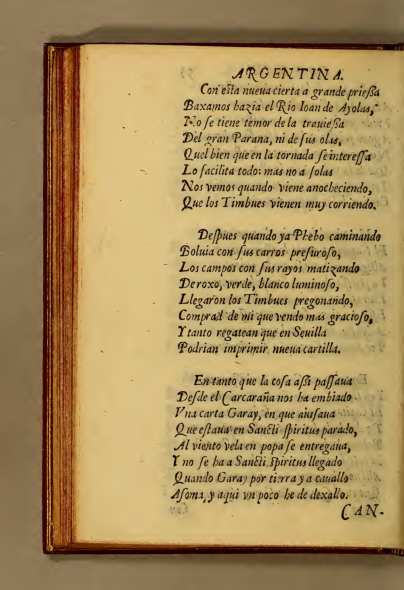 ARGENTINA.
Con esta nueua cierta a grande priessa
Baxamos hazia el Rio Ioan de Ayolas,
No se tiene temor de la trauiessa
Del gran Parana, ni de sus olas,
Quel bien que en la tornada se interessa
Lo facilita todo: mas no a solas
Nos vemos quando viene anocheciendo,
Que los Timbues vienen muy corriendo.
Despues quando ya Phebo caminando
Boluia con sus carros presuroso,
Los campos con sus rayos matizando
De roxo, verde, blanco luminoso,
Llegaron los Timbues pregonando,
Comprad de mi que vendo mas gracioso,
Y tanto regatean que en Seuilla
Podrian imprimir nueua cartilla.
En tanto que la cosa assi passaua
Desde el Carcaraña nos ha embiado
Vna carta Garay, en que auisaua
Que estaua en Sancti spiritus parado,
Al viento vela en popa se entregaua,
Y no se ha a Sancti Spiritus llegado
Quando Garay por tierra y a cauallo
Asoma, y aqui vn poco he de dexallo.
CAN-